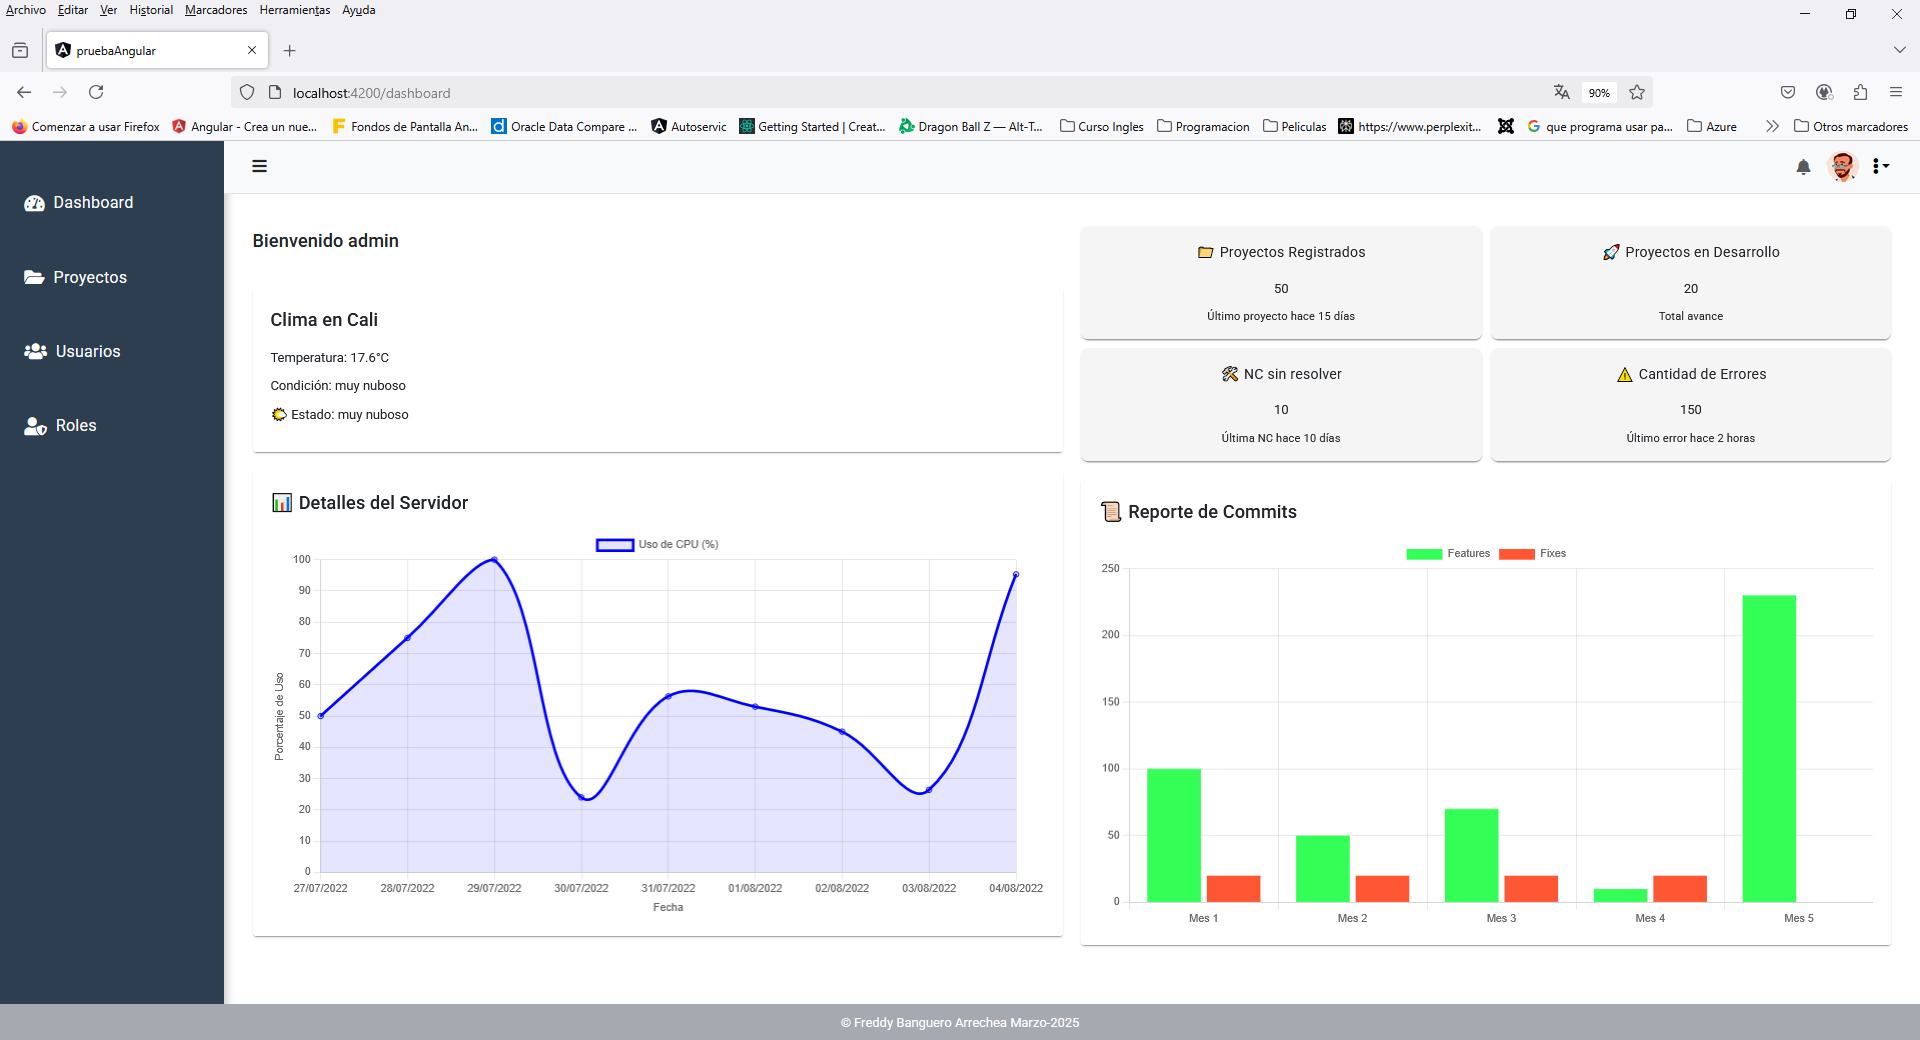 Archivo Editar Ver Historial Marcadores Herramientas Ayuda
pruebaAngular
localhost:4200/dashboard
90%
Comenzar a usar Firefox Angular - Crea un nue... Fondos de Pantalla An... Oracle Data Compare ... Autoservic Getting Started | Creat... Dragon Ball Z — Alt-T... Curso Ingles Programacion Peliculas https://www.perplexit... que programa usar pa... Azure Otros marcadores
Dashboard
Proyectos
Usuarios
Roles
Bienvenido admin
Clima en Cali
Temperatura: 17.6°C
Condición: muy nuboso
Estado: muy nuboso
Proyectos Registrados
50
Último proyecto hace 15 días
Proyectos en Desarrollo
20
Total avance
NC sin resolver
10
Última NC hace 10 días
Cantidad de Errores
150
Último error hace 2 horas
Detalles del Servidor
Uso de CPU (%)
100
90
80
70
60
50
40
30
20
10
0
Porcentaje de Uso
27/07/2022 28/07/2022 29/07/2022 30/07/2022 31/07/2022 01/08/2022 02/08/2022 03/08/2022 04/08/2022
Fecha
Reporte de Commits
Features Fixes
250
200
150
100
50
0
Mes 1 Mes 2 Mes 3 Mes 4 Mes 5
© Freddy Banguero Arrechea Marzo-2025